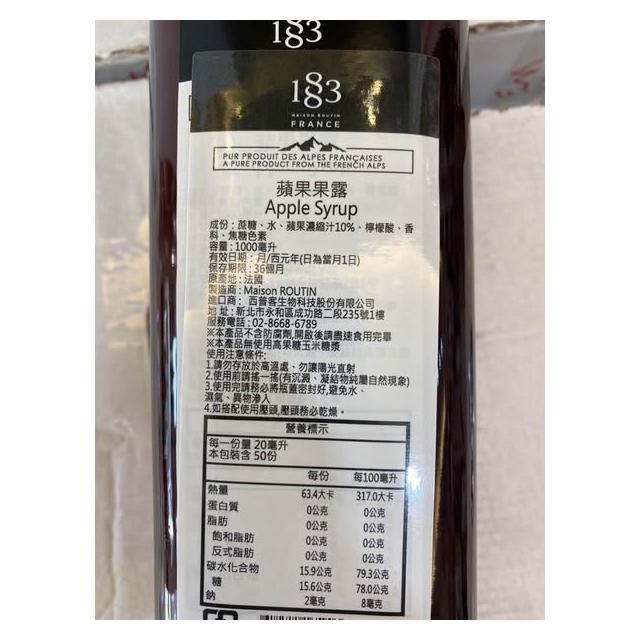 1883
1883
MAISON ROUTIN
FRANCE
PUR PRODUIT DES ALPES FRANÇAISES
A PURE PRODUCT FROM THE FRENCH ALPS
蘋果果露
Apple Syrup
成份：蔗糖、水、蘋果濃縮汁10%、檸檬酸、香
料、焦糖色素
容量：1000毫升
有效日期：月/西元年(日為當月1日)
保存期限：36個月
原產地：法國
製造商：Maison ROUTIN
進口商：西普客生物科技股份有限公司
地 址：新北市永和區成功路二段235號1樓
服務電話：02-8668-6789
※本產品不含防腐劑,開啟後請盡速食用完畢
※本產品無使用高果糖玉米糖漿
使用注意條件:
1.請勿存放於高溫處、勿讓陽光直射
2.使用前請搖一搖(有沉澱、凝結物純屬自然現象)
3.使用完請務必將瓶蓋密封好,避免水、
濕氣、異物滲入
4.如搭配使用壓頭,壓頭務必乾燥。
營養標示
每一份量 20毫升
本包裝含 50份
每份 每100毫升
熱量 63.4大卡 317.0大卡
蛋白質 0公克 0公克
脂肪 0公克 0公克
飽和脂肪 0公克 0公克
反式脂肪 0公克 0公克
碳水化合物 15.9公克 79.3公克
糖 15.6公克 78.0公克
鈉 2毫克 8毫克